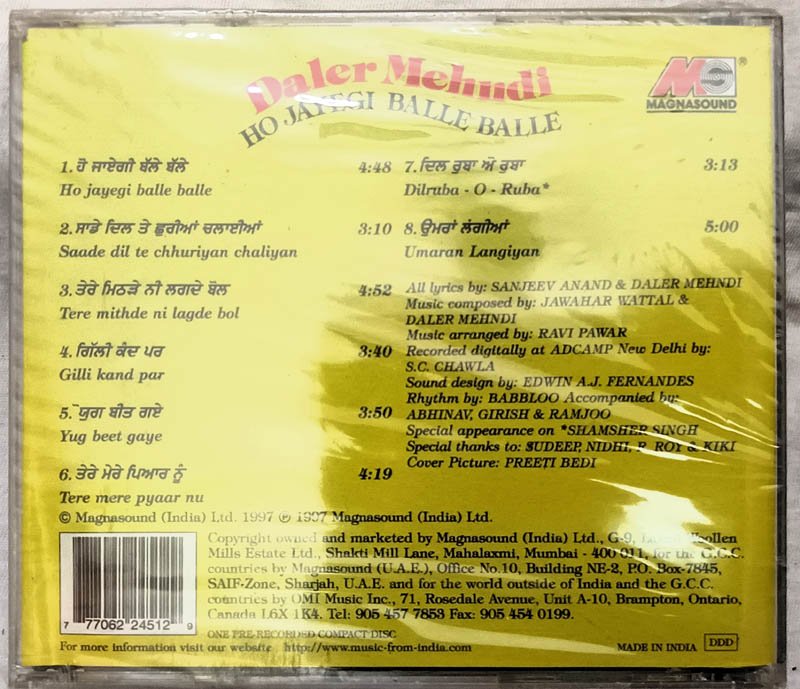 Daler Mehndi
HO JAYEGI BALLE BALLE
MAGNASOUND®
1. ਹੋ ਜਾਏਗੀ ਬੱਲੇ ਬੱਲੇ 4:48
Ho jayegi balle balle
2. ਸਾਡੇ ਦਿਲ ਤੇ ਛੁਰੀਆਂ ਚਲਾਈਆਂ 3:10
Saade dil te chhuriyan chaliyan
3. ਤੇਰੇ ਮਿਠੜੇ ਨੀ ਲਗਦੇ ਬੋਲ 4:52
Tere mithde ni lagde bol
4. ਗਿੱਲੀ ਕੰਦ ਪਰ 3:40
Gilli kand par
5. ਯੁਗ ਬੀਤ ਗਏ 3:50
Yug beet gaye
6. ਤੇਰੇ ਮੇਰੇ ਪਿਆਰ ਨੂੰ 4:19
Tere mere pyaar nu
7. ਦਿਲ ਰੁਬਾ ਔ ਰੁਬਾ 3:13
Dilruba - O - Ruba*
8. ਉਮਰਾਂ ਲੰਗੀਆਂ 5:00
Umaran Langiyan
All lyrics by: SANJEEV ANAND & DALER MEHNDI
Music composed by: JAWAHAR WATTAL &
DALER MEHNDI
Music arranged by: RAVI PAWAR
Recorded digitally at ADCAMP New Delhi by:
S.C. CHAWLA
Sound design by: EDWIN A.J. FERNANDES
Rhythm by: BABBLOO Accompanied by:
ABHINAV, GIRISH & RAMJOO
Special appearance on *SHAMSHER SINGH
Special thanks to: SUDEEP, NIDHI, P. ROY & KIKI
Cover Picture: PREETI BEDI
© Magnasound (India) Ltd. 1997 ℗ 1997 Magnasound (India) Ltd.
Copyright owned and marketed by Magnasound (India) Ltd., G-9, Woollen
Mills Estate Ltd., Shakti Mill Lane, Mahalaxmi, Mumbai - 400 011, for the G.C.C.
countries by Magnasound (U.A.E.), Office No.10, Building NE-2, P.O. Box-7845,
SAIF-Zone, Sharjah, U.A.E. and for the world outside of India and the G.C.C.
countries by OMI Music Inc., 71, Rosedale Avenue, Unit A-10, Brampton, Ontario,
Canada L6X 1K4. Tel: 905 457 7853 Fax: 905 454 0199.
7 77062 24512 9
ONE PRE-RECORDED COMPACT DISC
For more information visit our website http://www.music-from-india.com
MADE IN INDIA DDD